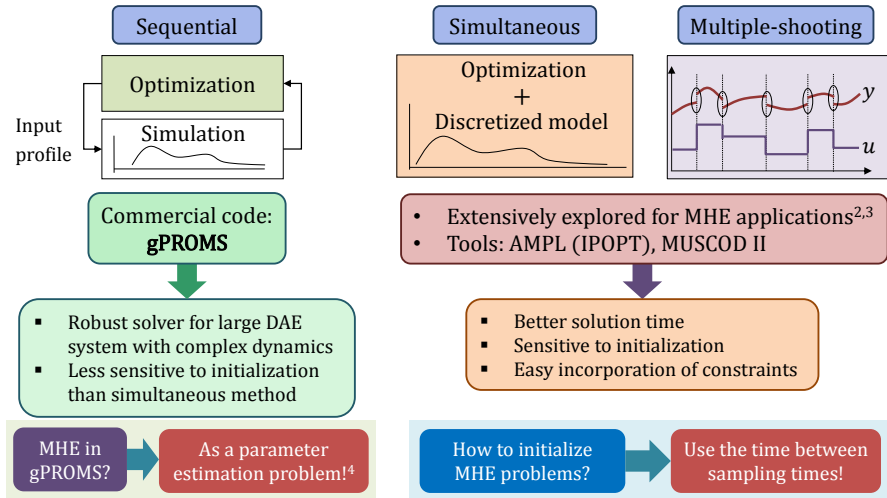 Sequential
Optimization
Input
profile
Simulation
Commercial code:
gPROMS
▪ Robust solver for large DAE
system with complex dynamics
▪ Less sensitive to initialization
than simultaneous method
MHE in
gPROMS?
As a parameter
estimation problem!⁴
Simultaneous
Optimization
+
Discretized model
Multiple-shooting
y
u
• Extensively explored for MHE applications²,³
• Tools: AMPL (IPOPT), MUSCOD II
▪ Better solution time
▪ Sensitive to initialization
▪ Easy incorporation of constraints
How to initialize
MHE problems?
Use the time between
sampling times!